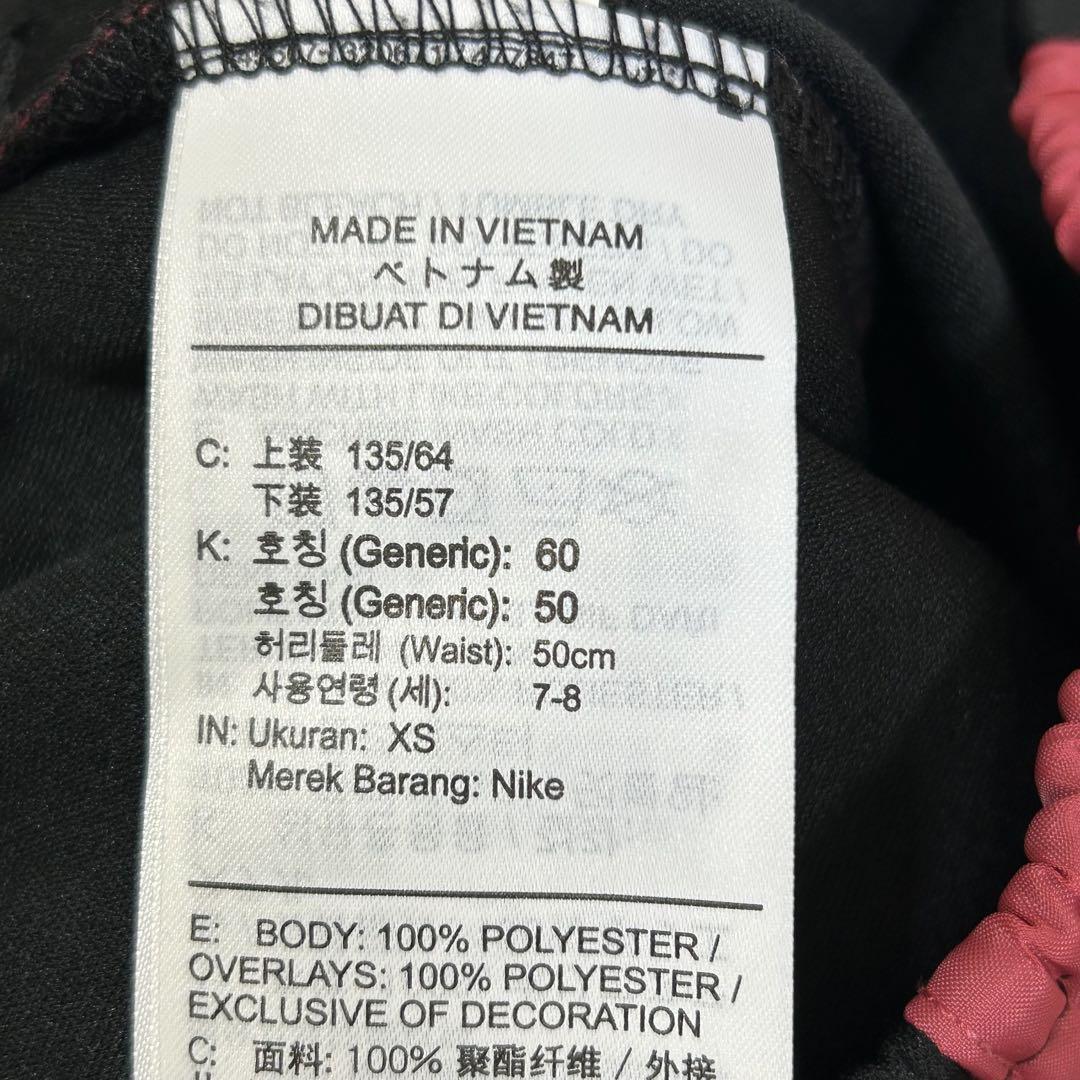 MADE IN VIETNAM
ベトナム製
DIBUAT DI VIETNAM
C: 上装 135/64
下装 135/57
K: 호칭 (Generic): 60
호칭 (Generic): 50
허리둘레 (Waist): 50cm
사용연령 (세): 7-8
IN: Ukuran: XS
Merek Barang: Nike
E: BODY: 100% POLYESTER /
OVERLAYS: 100% POLYESTER /
EXCLUSIVE OF DECORATION
C: 面料: 100% 聚酯纤维 / 外接